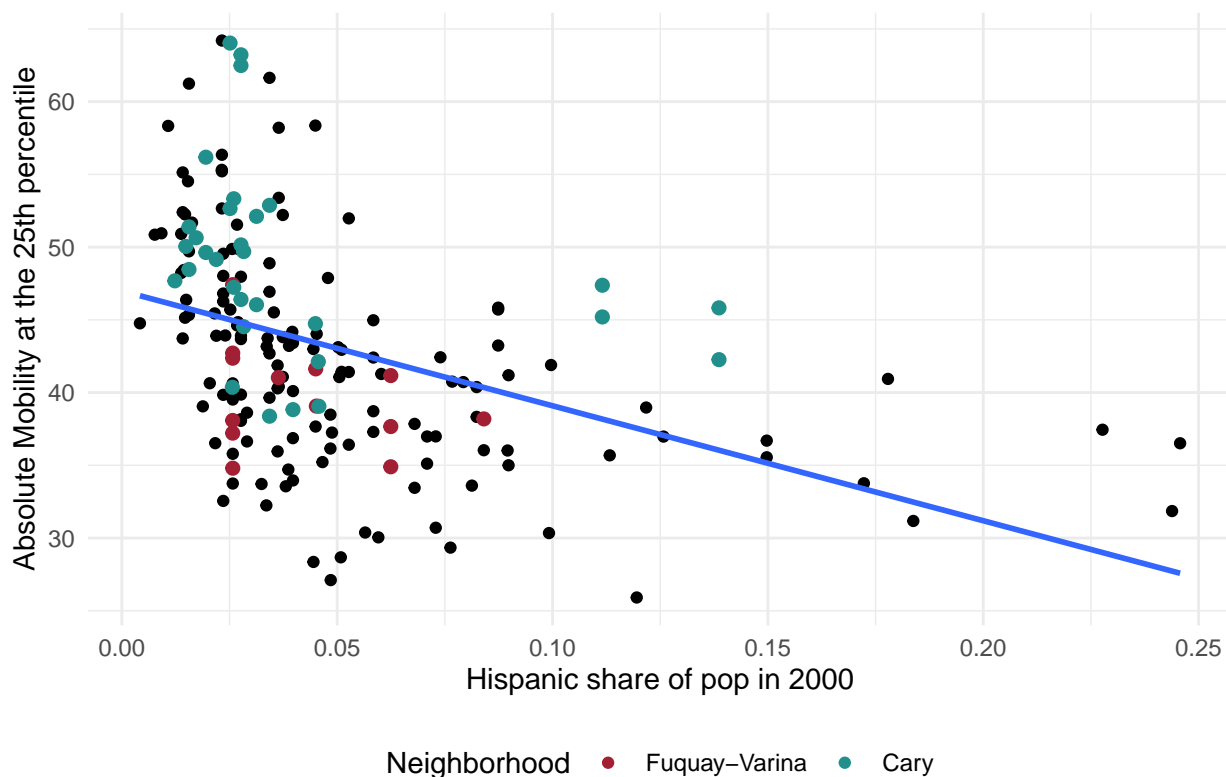 Absolute Mobility at the 25th percentile
60
50
40
30
0.00 0.05 0.10 0.15 0.20 0.25
Hispanic share of pop in 2000
Neighborhood Fuquay−Varina Cary